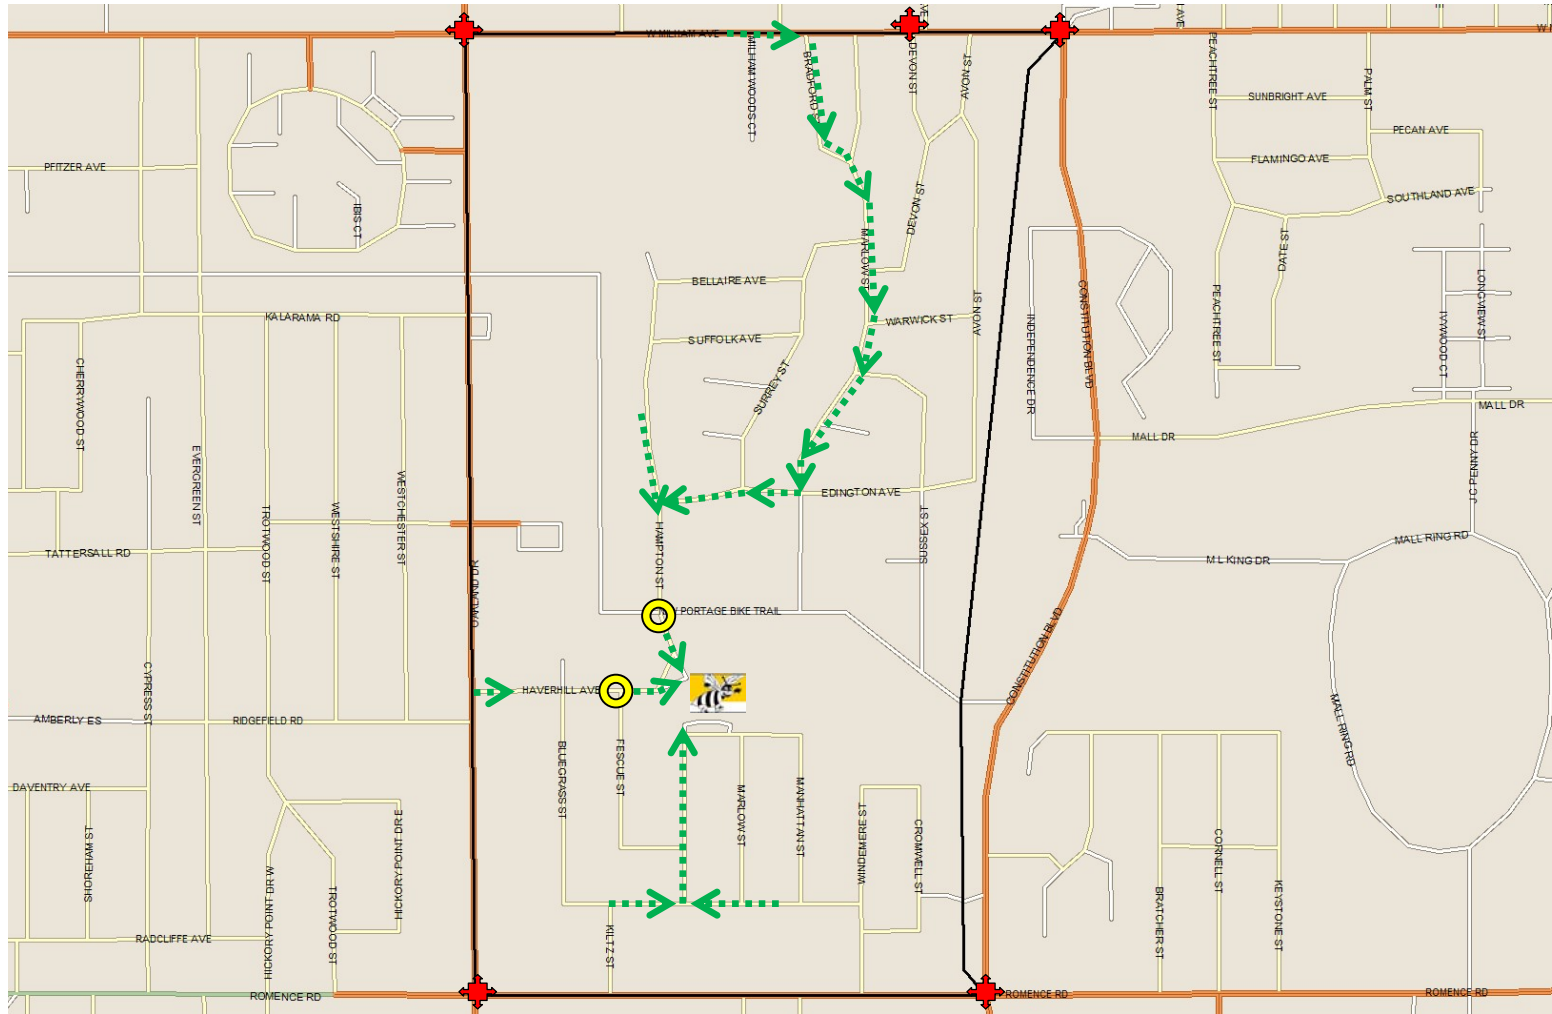 W MILHAM AVE
MILHAM WOODS CT
BRADFORD
DEVON ST
AVON ST
PEACHTREE ST
PALM ST
SUNBRIGHT AVE
PECAN AVE
FLAMINGO AVE
SOUTHLAND AVE
PFITZER AVE
IBIS CT
DEVON ST
MARLOW ST
DATE ST
BELLAIRE AVE
KALARAMA RD
WARWICK ST
AVON ST
SUFFOLK AVE
SURREY ST
INDEPENDENCE DR
CONSTITUTION BLVD
PEACHTREE ST
IVYWOOD CT
LONGVIEW ST
CHERRYWOOD ST
MALL DR
MALL DR
EVERGREEN ST
TROTWOOD ST
WESTSHIRE ST
WESTCHESTER ST
EDINGTON AVE
J C PENNY DR
TATTERSALL RD
HAMPTON ST
SUSSEX ST
MALL RING RD
M L KING DR
OAKLAND DR
PORTAGE BIKE TRAIL
CONSTITUTION BLVD
CYPRESS ST
HAVERHILL AVE
AMBERLY ES
RIDGEFIELD RD
MALL RING RD
BLUEGRASS ST
FESCUE ST
DAVENTRY AVE
SHOREHAM ST
HICKORY POINT DR E
MARLOW ST
MANHATTAN ST
WINDEMERE ST
CROMWELL ST
CORNELL ST
BRATCHER ST
KEYSTONE ST
RADCLIFFE AVE
HICKORY POINT DR W
TROTWOOD ST
KILTZ ST
ROMENCE RD
ROMENCE RD
ROMENCE RD